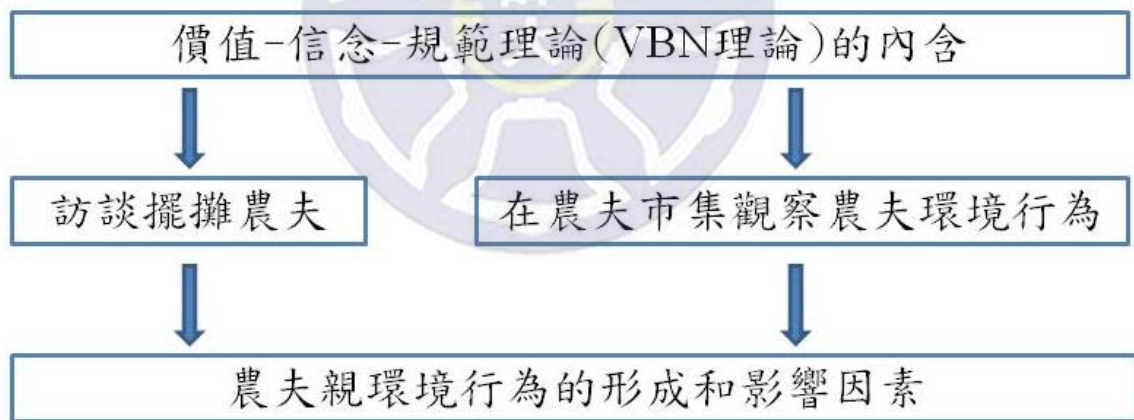 價值-信念-規範理論(VBN理論)的內含
訪談擺攤農夫
在農夫市集觀察農夫環境行為
農夫親環境行為的形成和影響因素